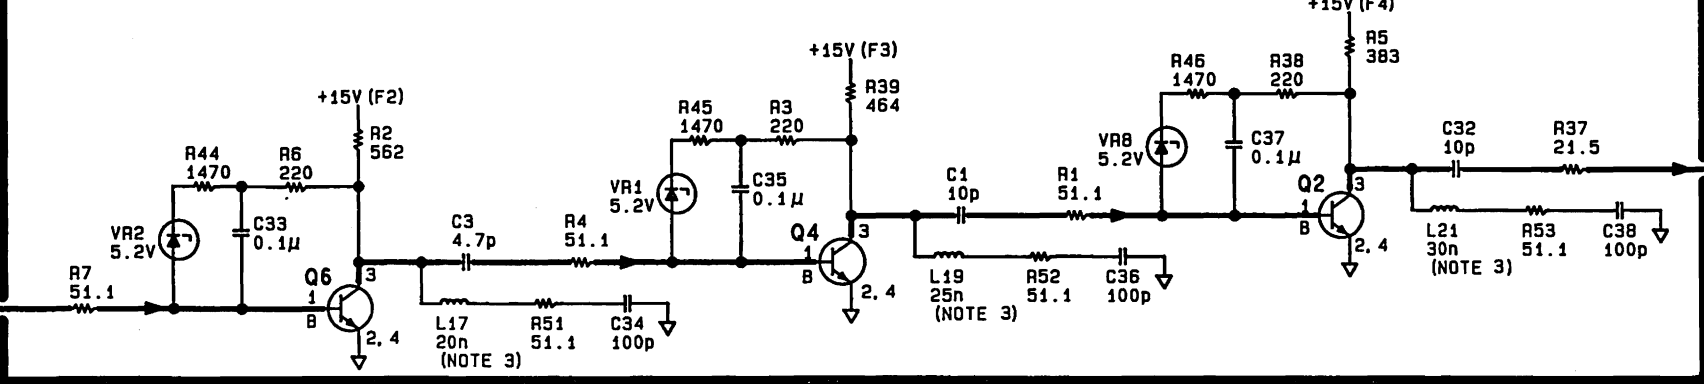 +15V (F4)
R5
383
+15V (F3)
R39
464
R46
1470
R38
220
+15V (F2)
R2
562
R45
1470
R3
220
VR8
5.2V
C37
0.1µ
C32
10p
R37
21.5
R44
1470
R6
220
VR1
5.2V
C35
0.1µ
C1
10p
R1
51.1
Q2
1
B
3
2, 4
VR2
5.2V
C33
0.1µ
C3
4.7p
R4
51.1
Q4
1
B
3
2, 4
L21
30n
(NOTE 3)
R53
51.1
C38
100p
R7
51.1
Q6
1
B
3
2, 4
L19
25n
(NOTE 3)
R52
51.1
C36
100p
L17
20n
(NOTE 3)
R51
51.1
C34
100p